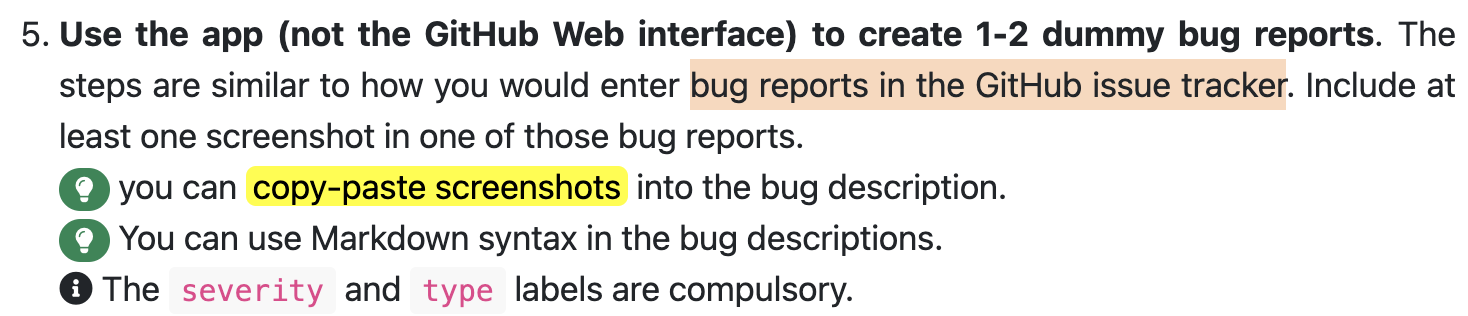 5. Use the app (not the GitHub Web interface) to create 1-2 dummy bug reports. The
steps are similar to how you would enter bug reports in the GitHub issue tracker. Include at
least one screenshot in one of those bug reports.
you can copy-paste screenshots into the bug description.
You can use Markdown syntax in the bug descriptions.
The severity and type labels are compulsory.